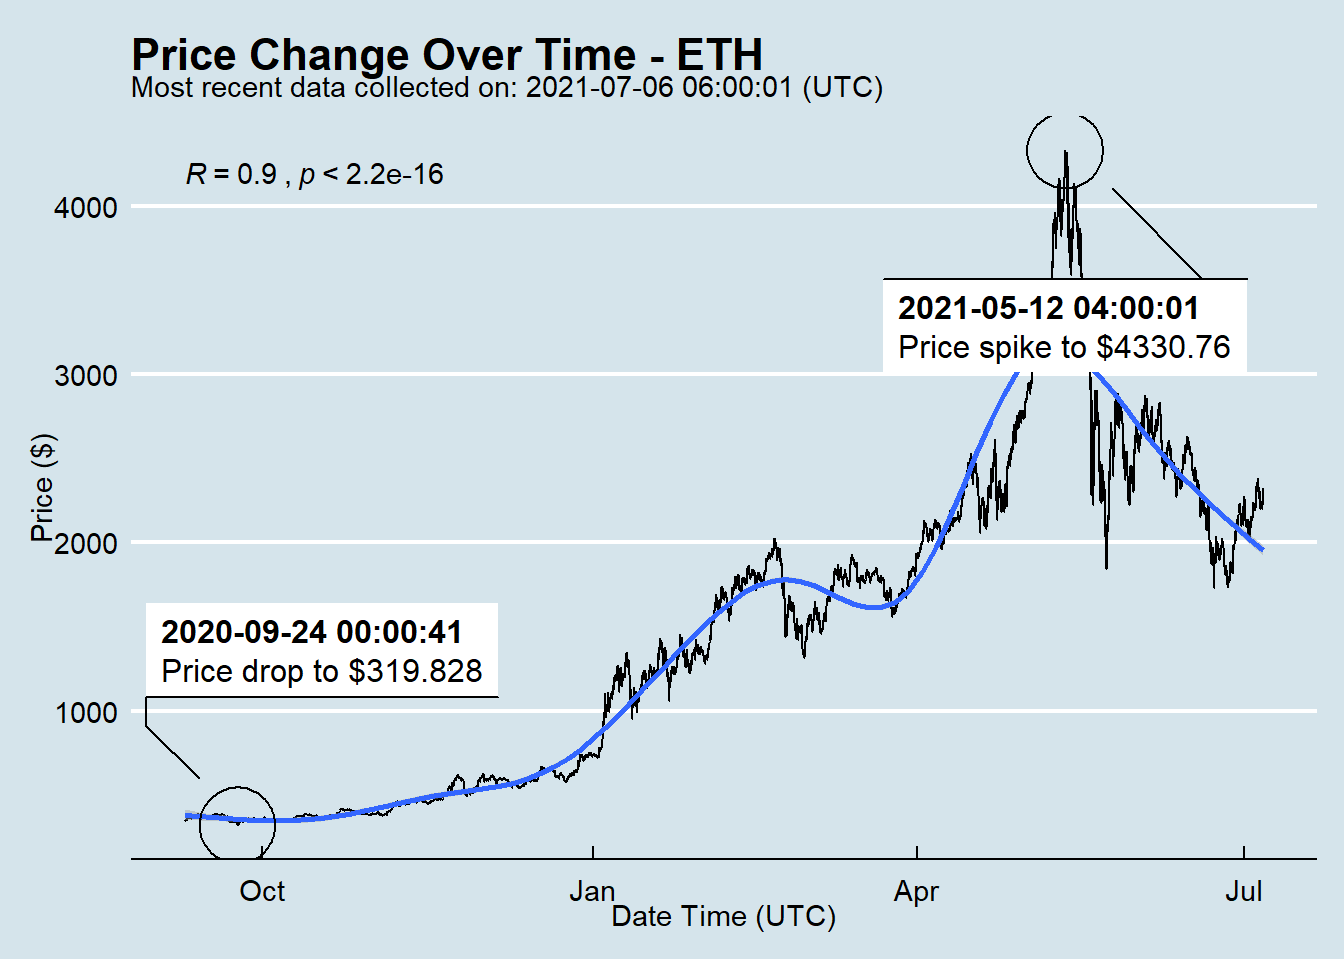 Price Change Over Time - ETH
Most recent data collected on: 2021-07-06 06:00:01 (UTC)
R = 0.9 , p < 2.2e-16
4000
3000
2000
1000
Price ($)
2021-05-12 04:00:01
Price spike to $4330.76
2020-09-24 00:00:41
Price drop to $319.828
Oct
Jan
Apr
Jul
Date Time (UTC)